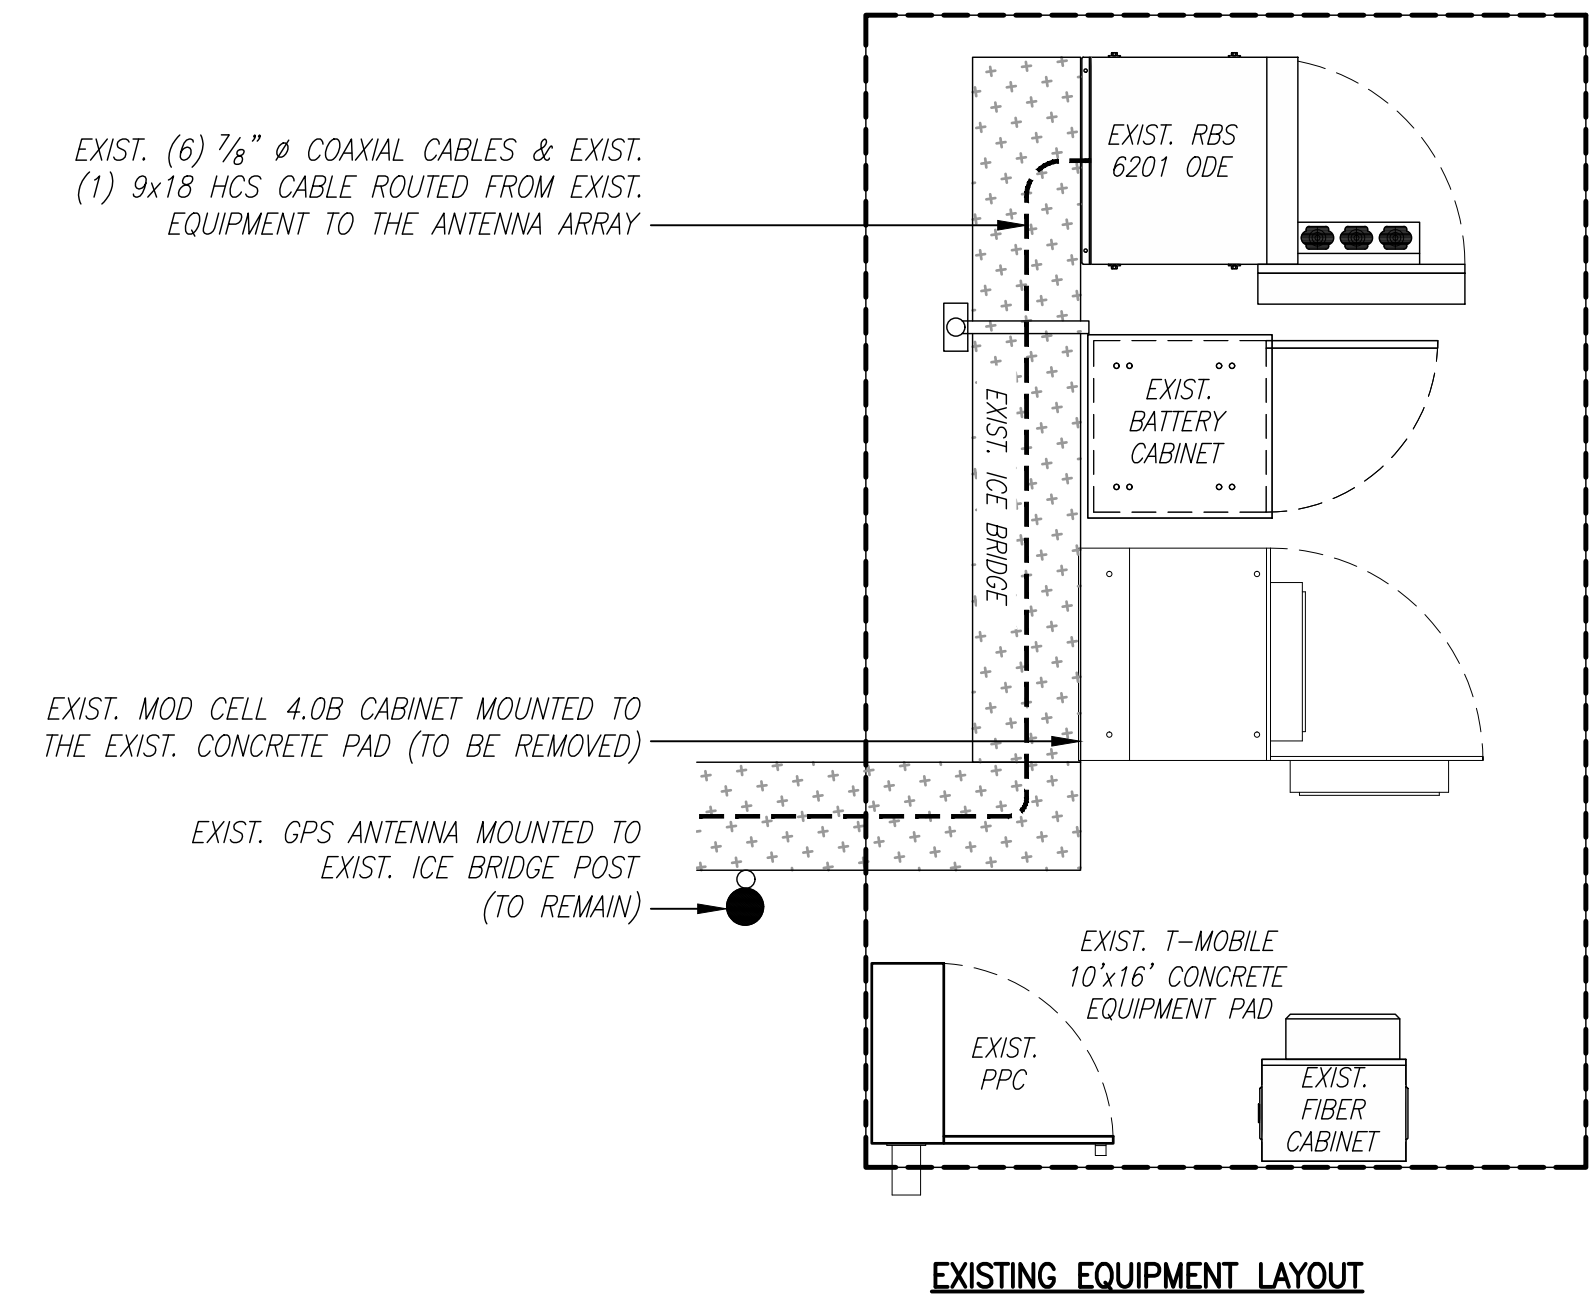 EXIST. (6) 7/8" ø COAXIAL CABLES & EXIST.
(1) 9x18 HCS CABLE ROUTED FROM EXIST.
EQUIPMENT TO THE ANTENNA ARRAY
EXIST. RBS
6201 ODE
EXIST.
BATTERY
CABINET
EXIST. ICE BRIDGE
EXIST. MOD CELL 4.0B CABINET MOUNTED TO
THE EXIST. CONCRETE PAD (TO BE REMOVED)
EXIST. GPS ANTENNA MOUNTED TO
EXIST. ICE BRIDGE POST
(TO REMAIN)
EXIST. T-MOBILE
10'x16' CONCRETE
EQUIPMENT PAD
EXIST.
PPC
EXIST.
FIBER
CABINET
EXISTING EQUIPMENT LAYOUT